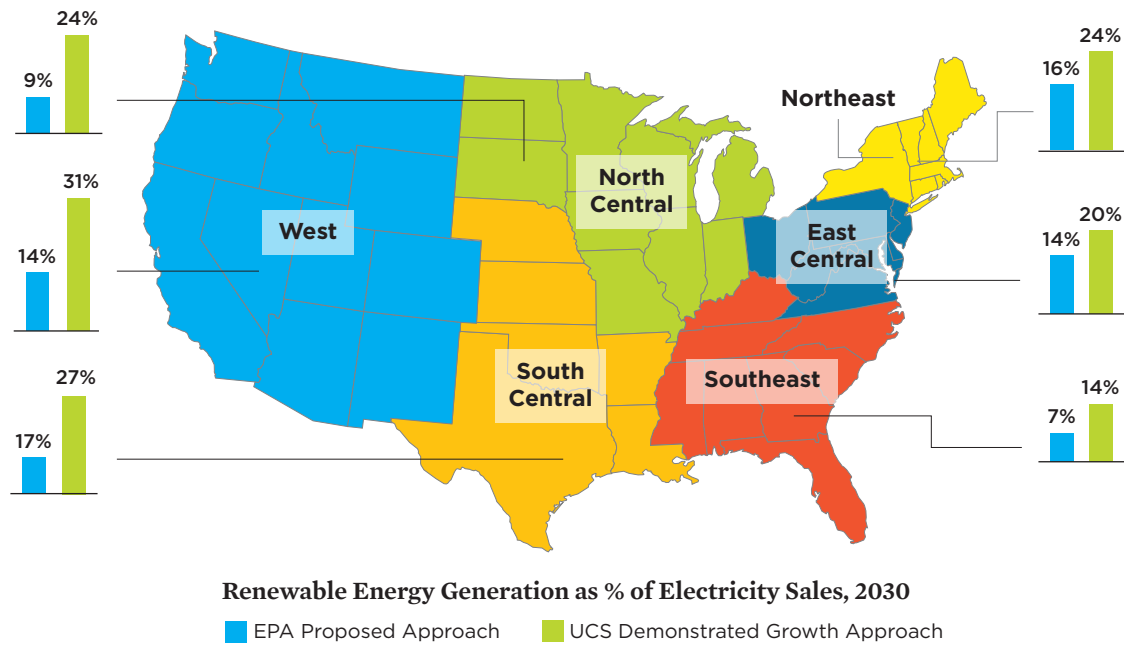 24%
9%
31%
14%
27%
17%
West
North
Central
South
Central
Northeast
East
Central
Southeast
24%
16%
20%
14%
14%
7%
Renewable Energy Generation as % of Electricity Sales, 2030
EPA Proposed Approach
UCS Demonstrated Growth Approach